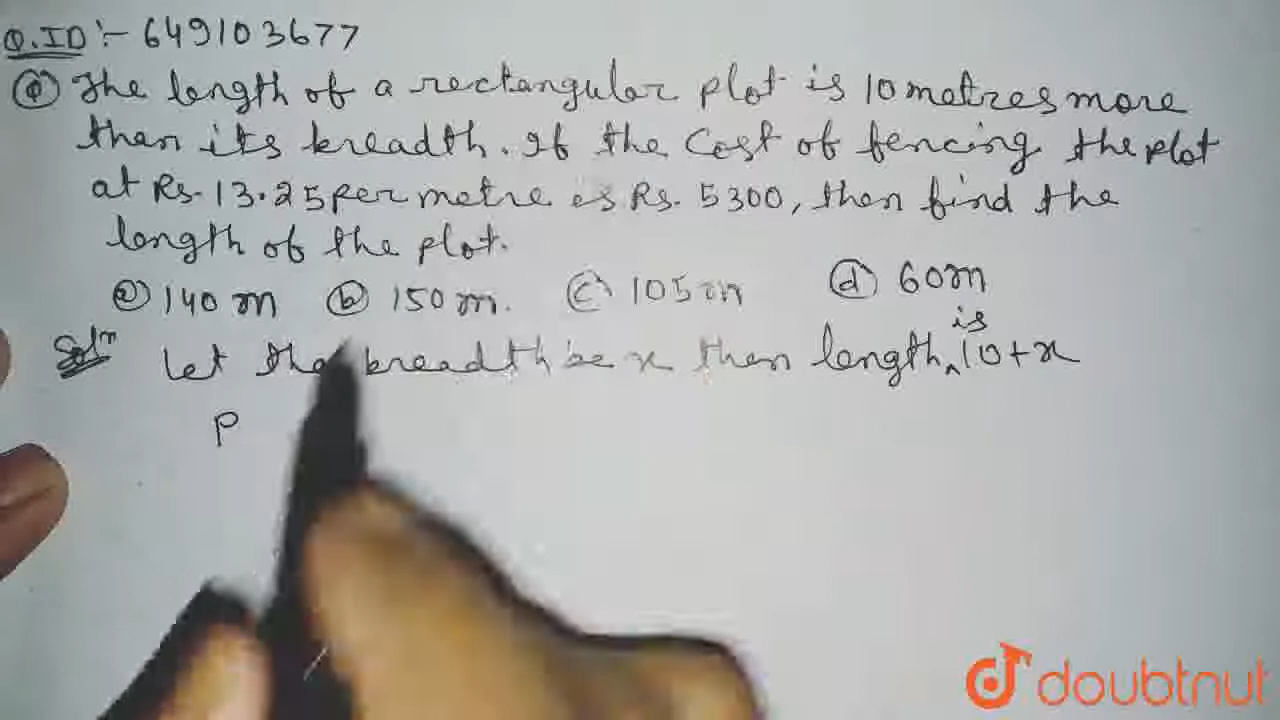 Q.ID :- 649103677
Q The length of a rectangular plot is 10 metres more
than its breadth. If the cost of fencing the plot
at Rs. 13.25 per metre is Rs. 5300, then find the
length of the plot.
a 140 m b 150 m. c 105 m d 60 m
Solⁿ let the breadth be x then length is 10+x
P
doubtnut